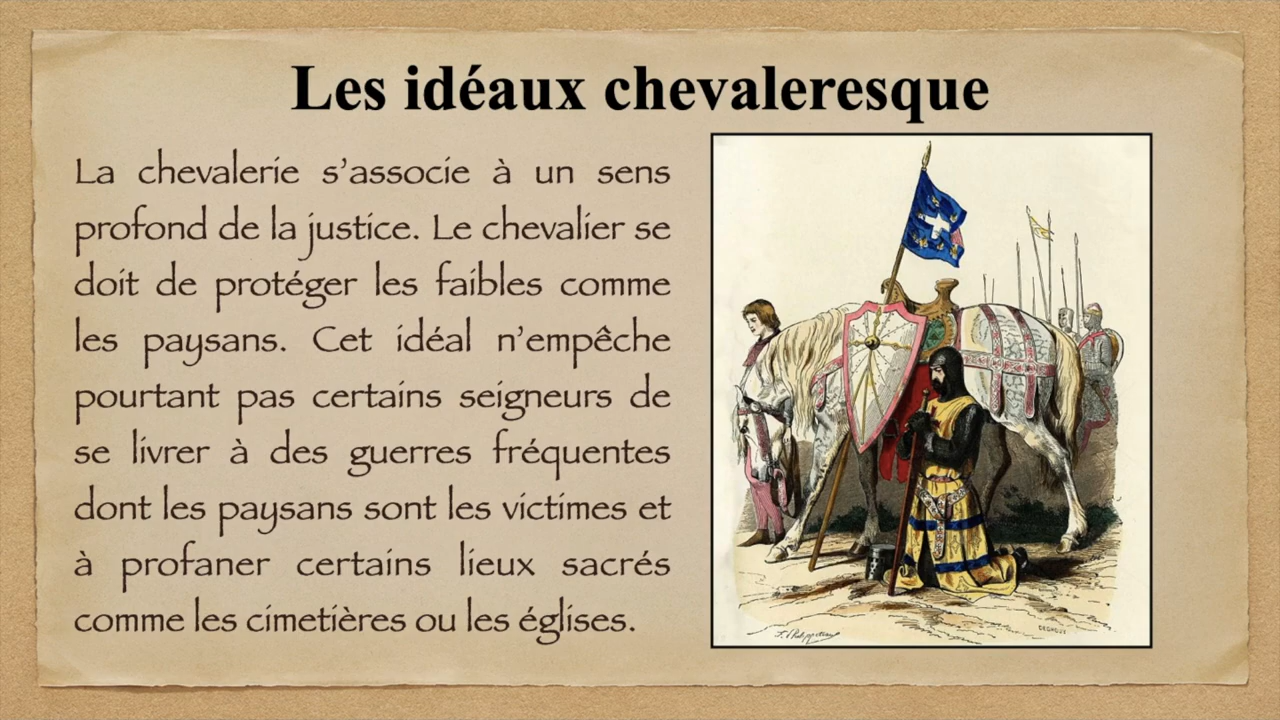 Les idéaux chevaleresque
La chevalerie s’associe à un sens
profond de la justice. Le chevalier se
doit de protéger les faibles comme
les paysans. Cet idéal n’empêche
pourtant pas certains seigneurs de
se livrer à des guerres fréquentes
dont les paysans sont les victimes et
à profaner certains lieux sacrés
comme les cimetières ou les églises.